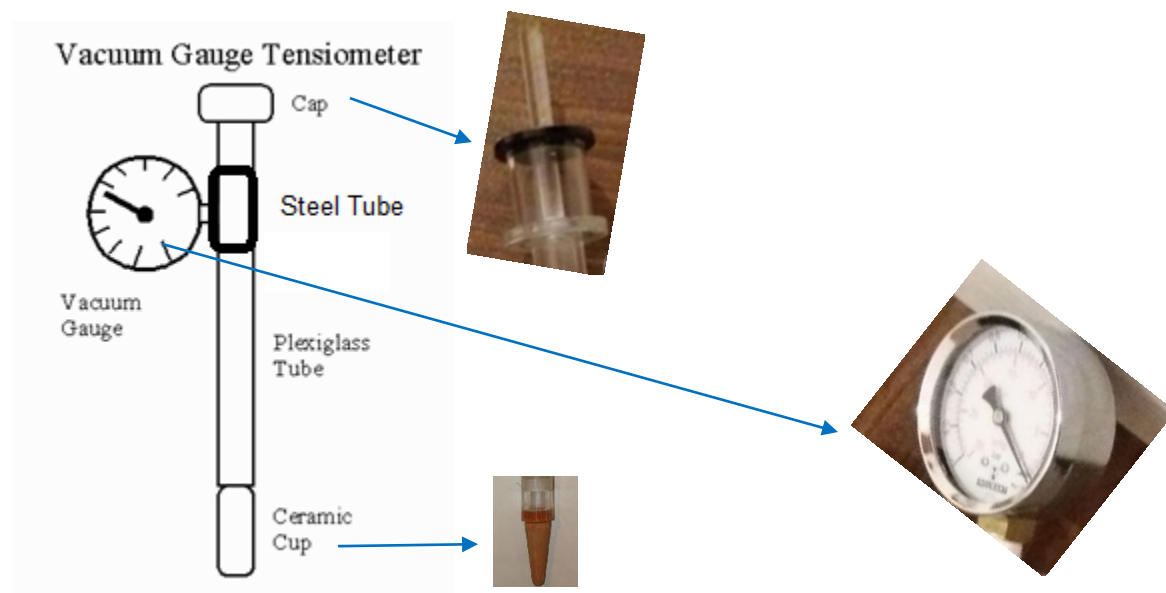 Vacuum Gauge Tensiometer
Cap
Steel Tube
Vacuum
Gauge
Plexiglass
Tube
Ceramic
Cup